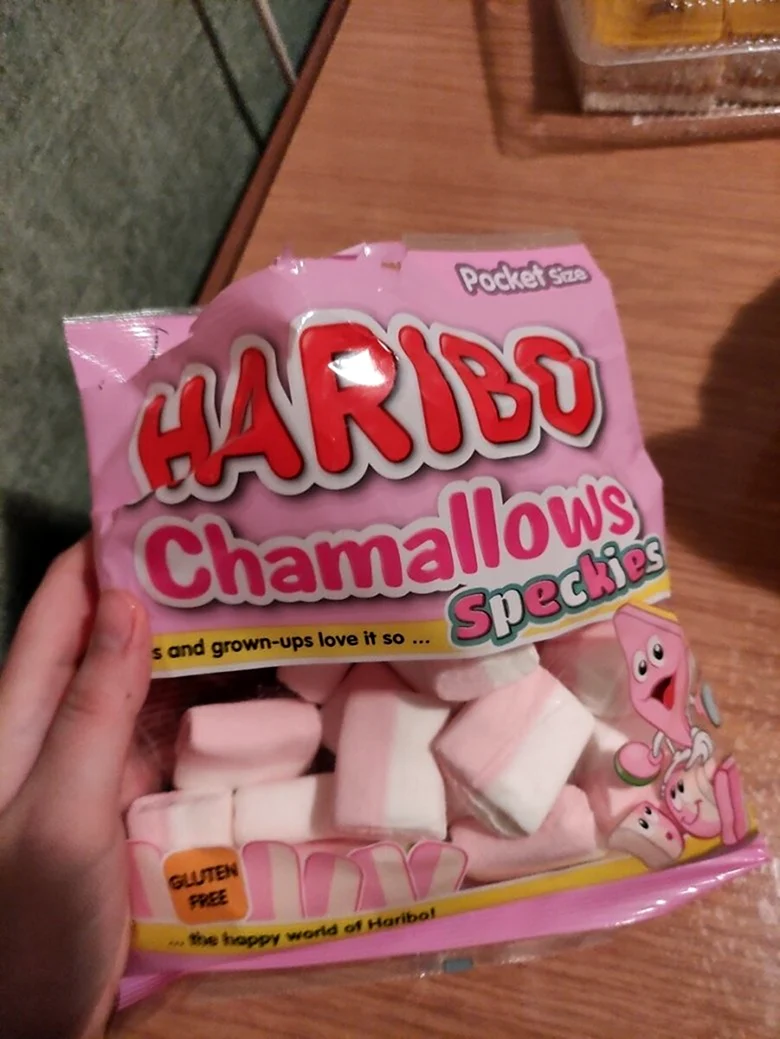 Pocket Size
HARIBO
Chamallows
Speckies
s and grown-ups love it so ...
GLUTEN
FREE
... the happy world of Haribo!